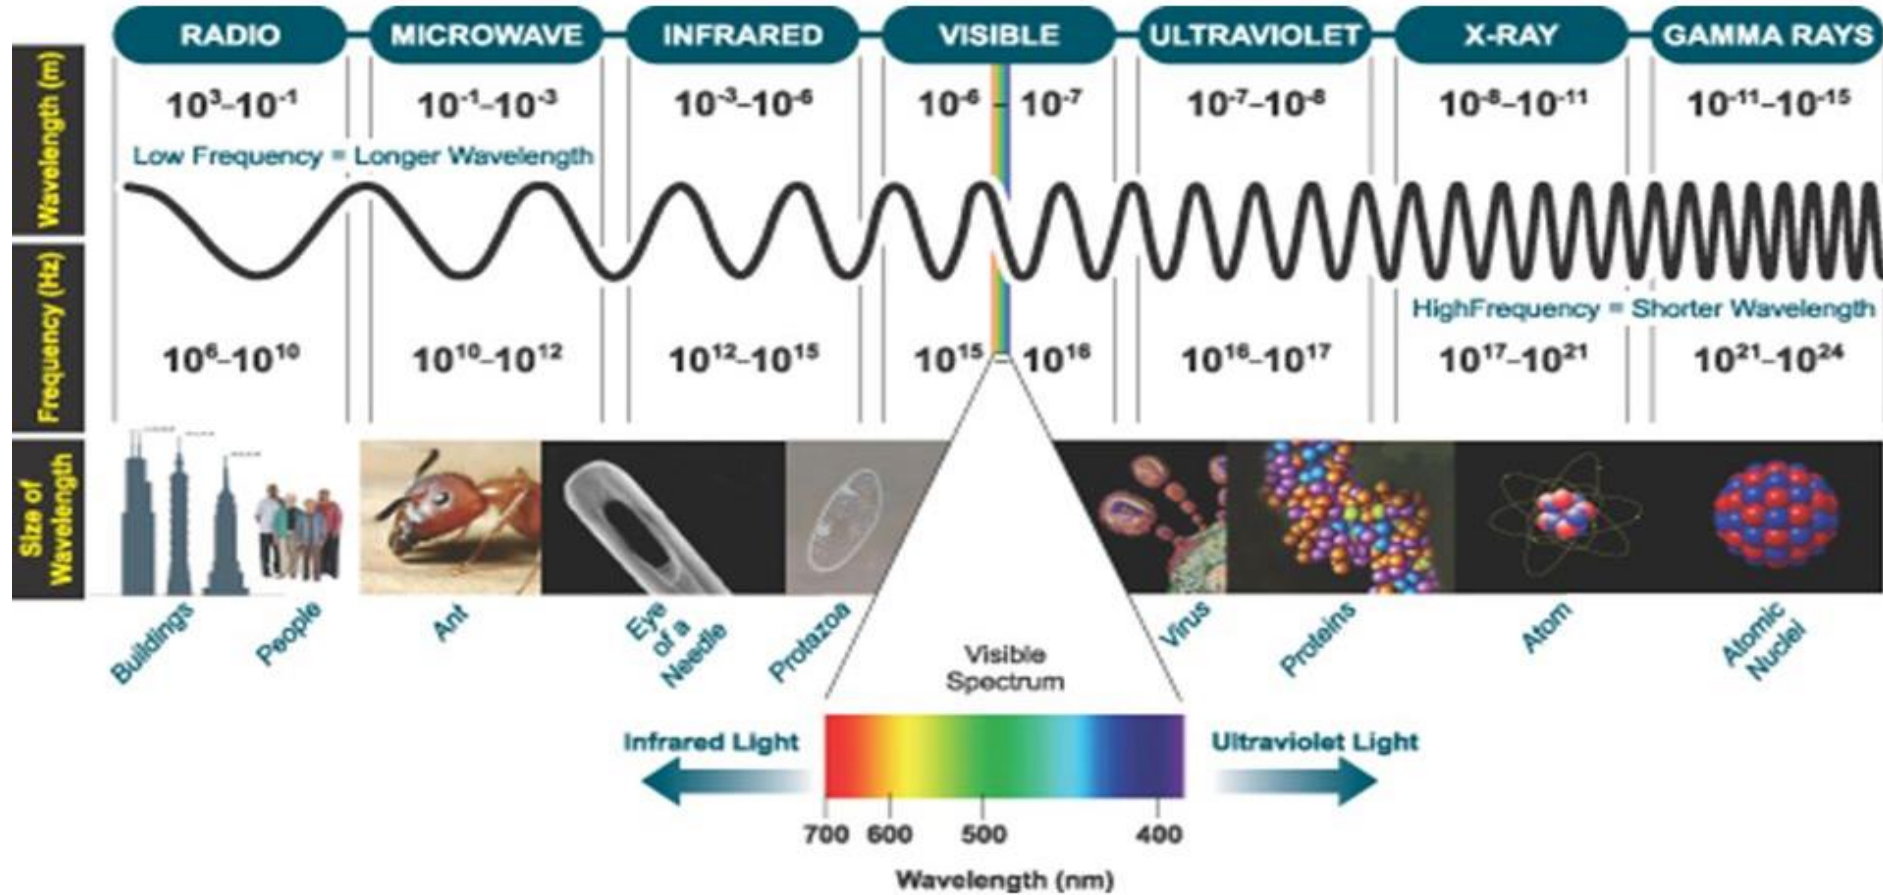 RADIO
MICROWAVE
INFRARED
VISIBLE
ULTRAVIOLET
X-RAY
GAMMA RAYS
Wavelength (m)
10³–10⁻¹
10⁻¹–10⁻³
10⁻³–10⁻⁶
10⁻⁶ – 10⁻⁷
10⁻⁷–10⁻⁸
10⁻⁸–10⁻¹¹
10⁻¹¹–10⁻¹⁵
Low Frequency = Longer Wavelength
HighFrequency = Shorter Wavelength
Frequency (Hz)
10⁶–10¹⁰
10¹⁰–10¹²
10¹²–10¹⁵
10¹⁵ – 10¹⁶
10¹⁶–10¹⁷
10¹⁷–10²¹
10²¹–10²⁴
Size of
Wavelength
Buildings
People
Ant
Eye
of a
Needle
Protazoa
Virus
Proteins
Atom
Atomic
Nuclei
Visible
Spectrum
Infrared Light
Ultraviolet Light
700 600 500 400
Wavelength (nm)